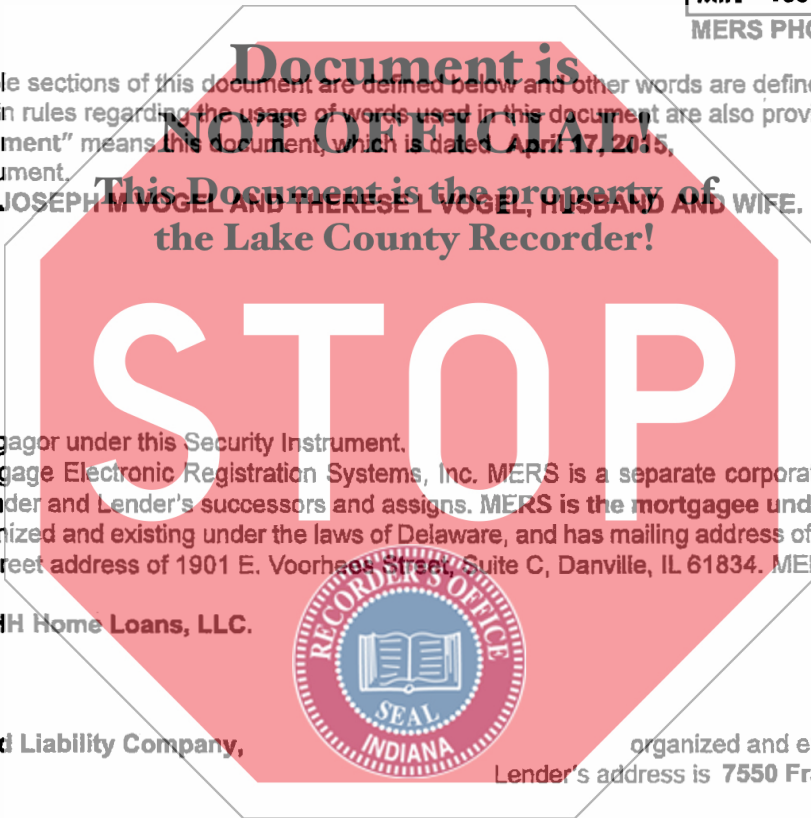 MERS PHO
Document is
le sections of this document are defined below and other words are define
n rules regarding the usage of words used in this document are also prov
NOT OFFICIAL!
ment" means this document, which is dated April 17, 2015,
ument.
This Document is the property of
JOSEPH M VOGEL AND THERESE L VOGEL, HUSBAND AND WIFE.
the Lake County Recorder!
STOP
gagor under this Security Instrument.
gage Electronic Registration Systems, Inc. MERS is a separate corpora
der and Lender's successors and assigns. MERS is the mortgagee und
nized and existing under the laws of Delaware, and has mailing address of
reet address of 1901 E. Voorhees Street, Suite C, Danville, IL 61834. MER
H Home Loans, LLC.
RECORDER'S OFFICE
SEAL
INDIANA
d Liability Company,
organized and e
Lender's address is 7550 Fra